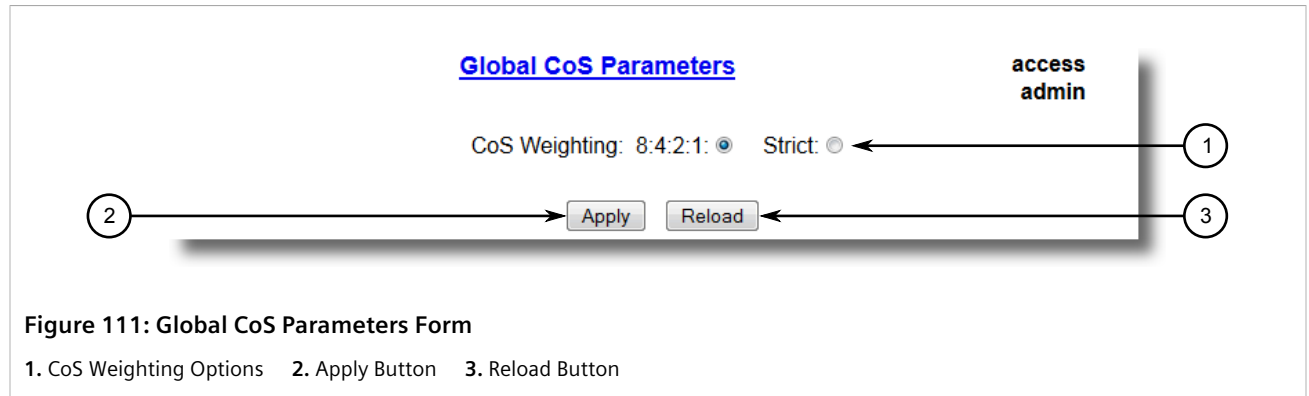 Global CoS Parameters
access
admin
CoS Weighting: 8:4:2:1: Strict:
1
2
Apply Reload
3
Figure 111: Global CoS Parameters Form
1. CoS Weighting Options 2. Apply Button 3. Reload Button